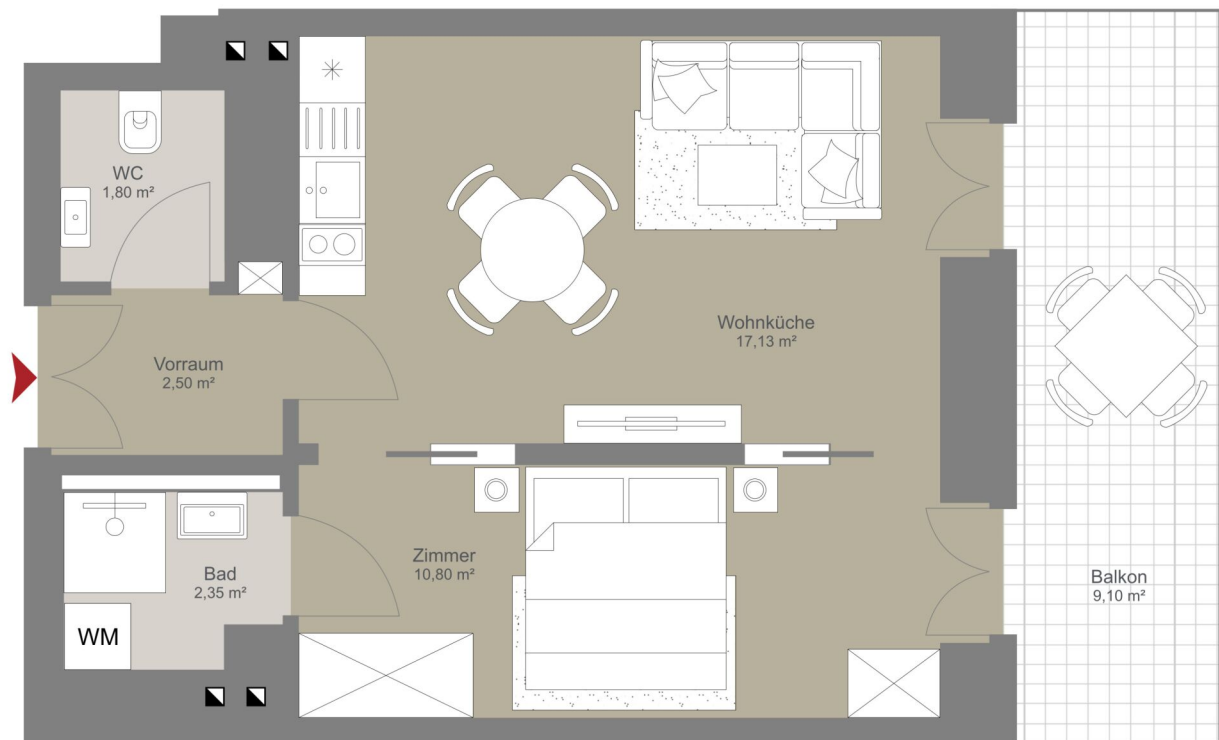 WC
1,80 m²
Vorraum
2,50 m²
Wohnküche
17,13 m²
Zimmer
10,80 m²
Bad
2,35 m²
WM
Balkon
9,10 m²